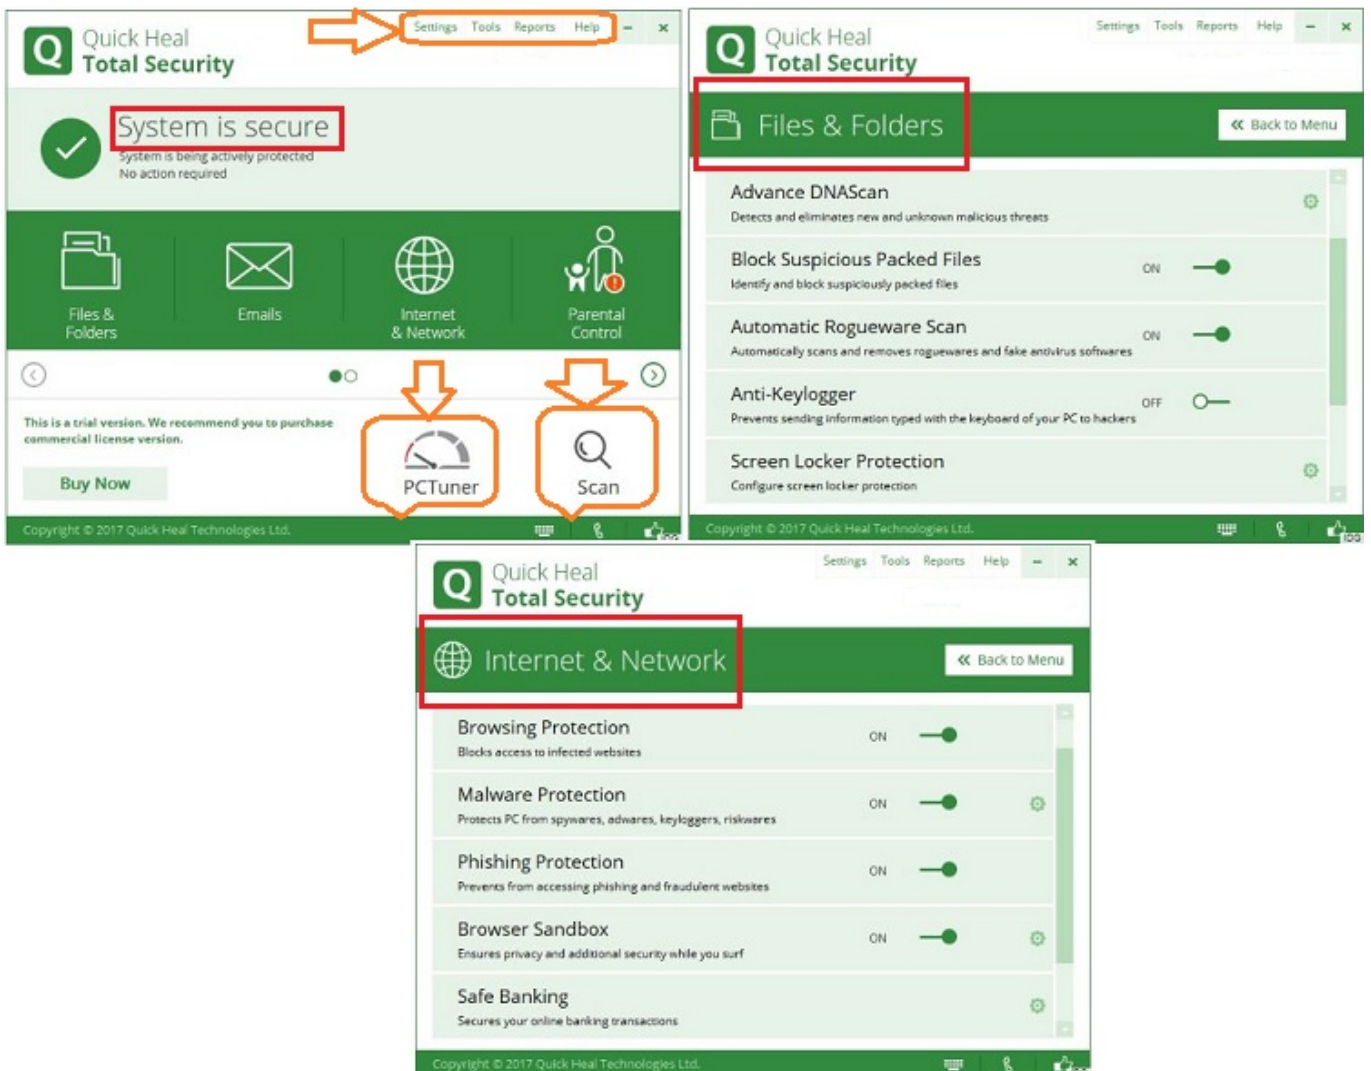 Settings Tools Reports Help
Q Quick Heal
Total Security
System is secure
System is being actively protected
No action required
Files &
Folders
Emails
Internet
& Network
Parental
Control
This is a trial version. We recommend you to purchase
commercial license version.
Buy Now
PCTuner
Scan
Copyright © 2017 Quick Heal Technologies Ltd.
Settings Tools Reports Help
Q Quick Heal
Total Security
Files & Folders
Back to Menu
Advance DNAScan
Detects and eliminates new and unknown malicious threats
Block Suspicious Packed Files
Identify and block suspiciously packed files
ON
Automatic Rogueware Scan
Automatically scans and removes roguewares and fake antivirus softwares
ON
Anti-Keylogger
Prevents sending information typed with the keyboard of your PC to hackers
OFF
Screen Locker Protection
Configure screen locker protection
Copyright © 2017 Quick Heal Technologies Ltd.
Settings Tools Reports Help
Q Quick Heal
Total Security
Internet & Network
Back to Menu
Browsing Protection
Blocks access to infected websites
ON
Malware Protection
Protects PC from spywares, adwares, keyloggers, riskwares
ON
Phishing Protection
Prevents from accessing phishing and fraudulent websites
ON
Browser Sandbox
Ensures privacy and additional security while you surf
ON
Safe Banking
Secures your online banking transactions
Copyright © 2017 Quick Heal Technologies Ltd.